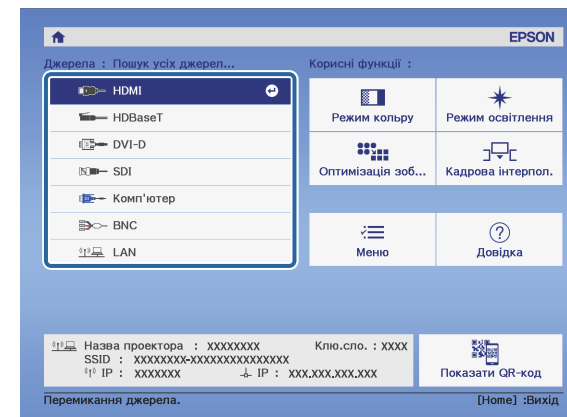 EPSON
Джерела : Пошук усіх джерел...
Корисні функції :
HDMI
HDBaseT
DVI-D
SDI
Комп'ютер
BNC
LAN
Режим кольру
Режим освітлення
Оптимізація зоб...
Кадрова інтерпол.
Меню
Довідка
Назва проектора : XXXXXXXX Клю.сло. : XXXX
SSID : XXXXXXXX-XXXXXXXXXXXXXXX
IP : XXXXXXX IP : XXX.XXX.XXX.XXX
Показати QR-код
Перемикання джерела. [Home] :Вихід